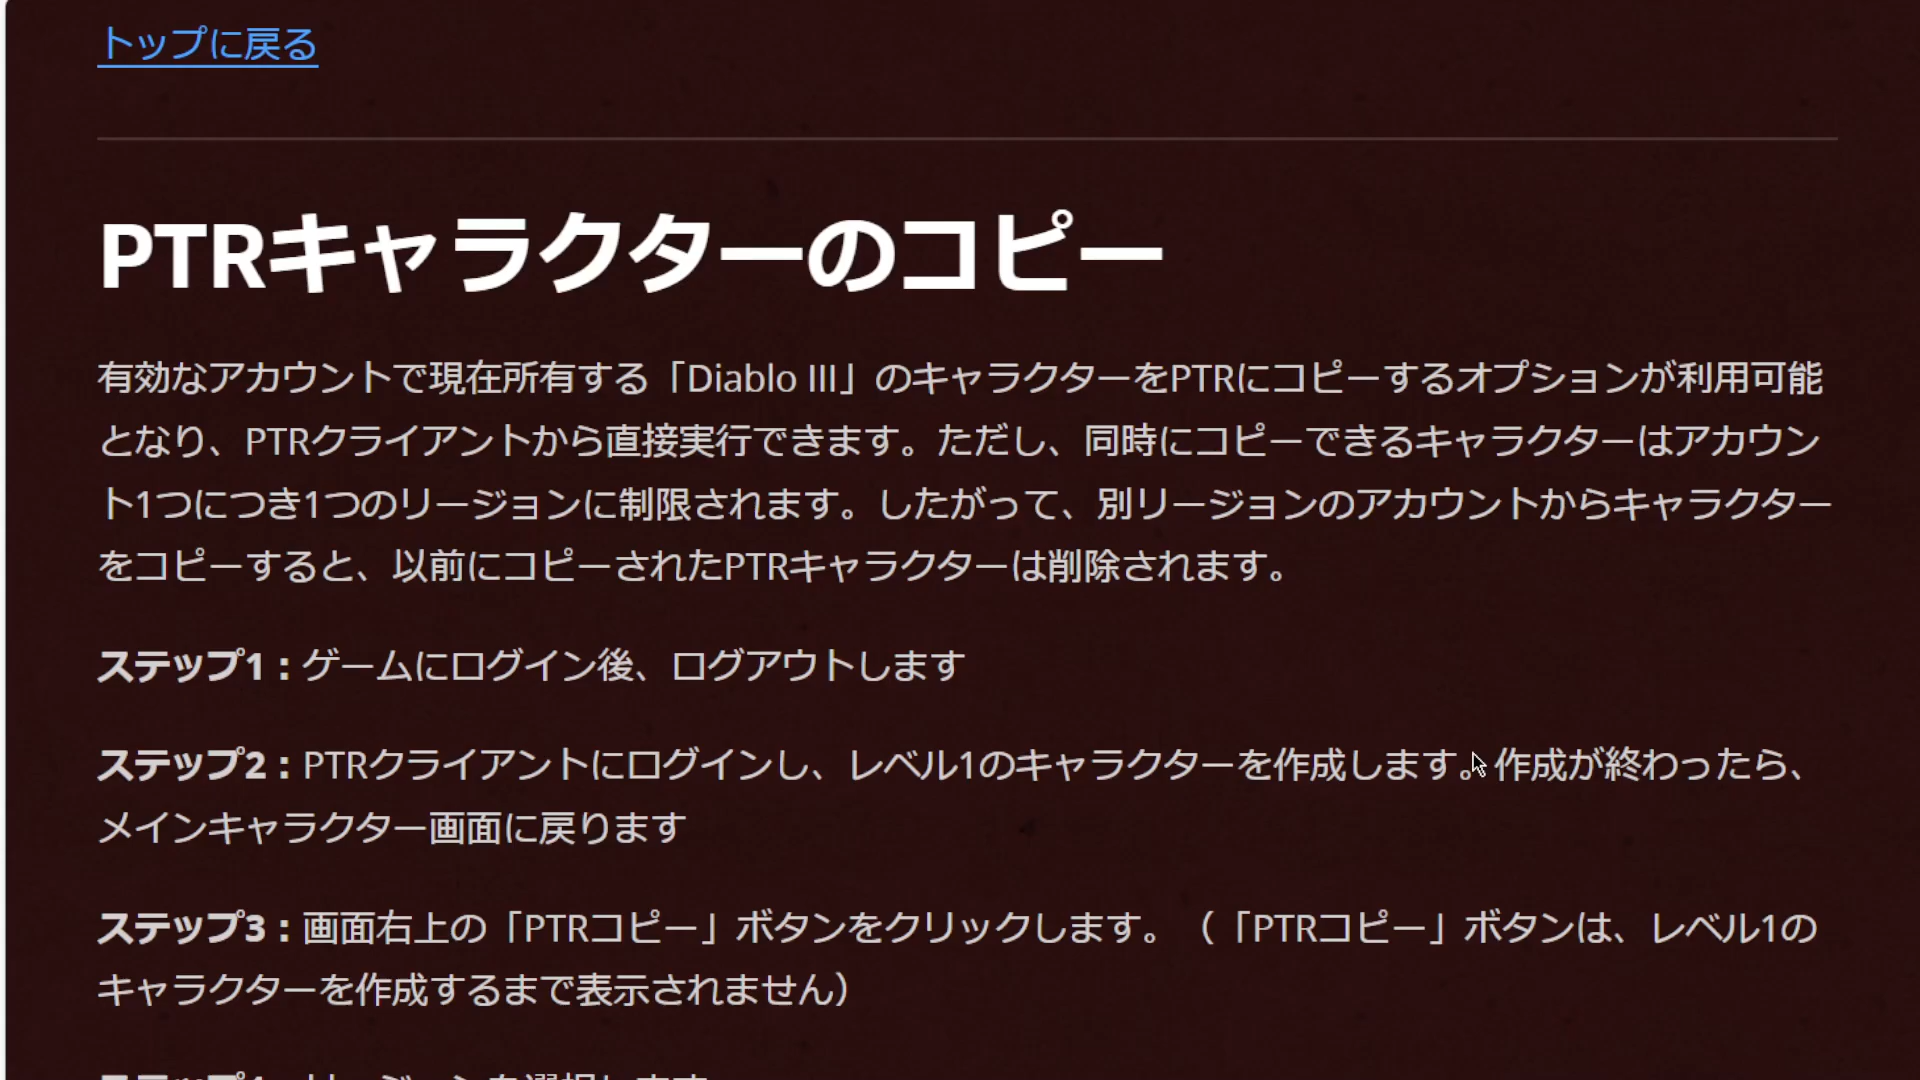 トップに戻る
PTRキャラクターのコピー
有効なアカウントで現在所有する「Diablo III」のキャラクターをPTRにコピーするオプションが利用可能
となり、PTRクライアントから直接実行できます。ただし、同時にコピーできるキャラクターはアカウン
ト1つにつき1つのリージョンに制限されます。したがって、別リージョンのアカウントからキャラクター
をコピーすると、以前にコピーされたPTRキャラクターは削除されます。
ステップ1：ゲームにログイン後、ログアウトします
ステップ2：PTRクライアントにログインし、レベル1のキャラクターを作成します。作成が終わったら、
メインキャラクター画面に戻ります
ステップ3：画面右上の「PTRコピー」ボタンをクリックします。（「PTRコピー」ボタンは、レベル1の
キャラクターを作成するまで表示されません）